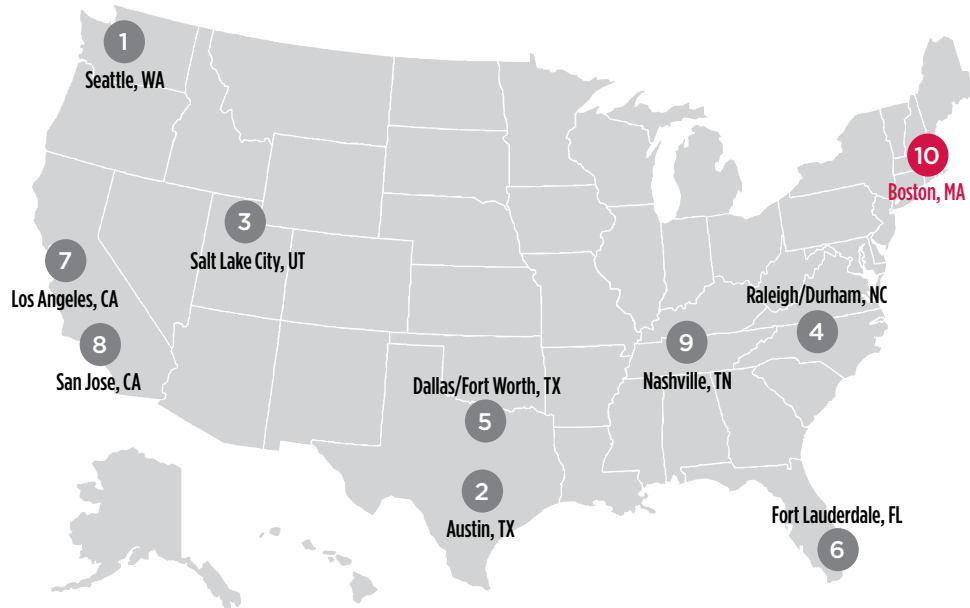 1
Seattle, WA
10
Boston, MA
3
Salt Lake City, UT
7
Los Angeles, CA
Raleigh/Durham, NC
4
8
San Jose, CA
9
Nashville, TN
Dallas/Fort Worth, TX
5
2
Austin, TX
Fort Lauderdale, FL
6